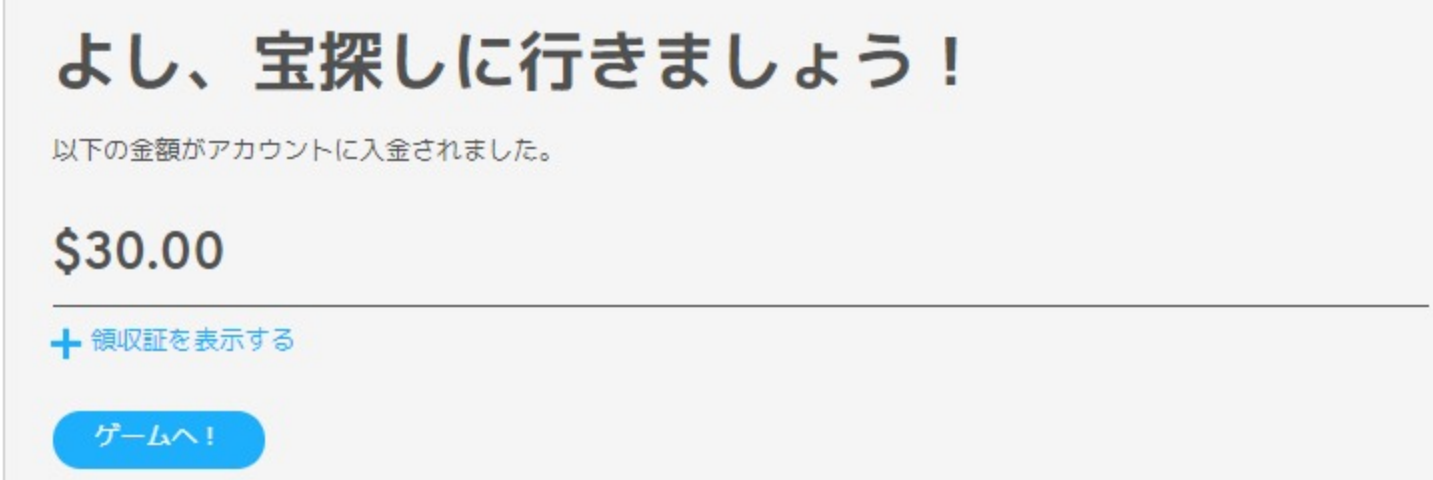 よし、宝探しに行きましょう！
以下の金額がアカウントに入金されました。
$30.00
+ 領収証を表示する
ゲームへ！